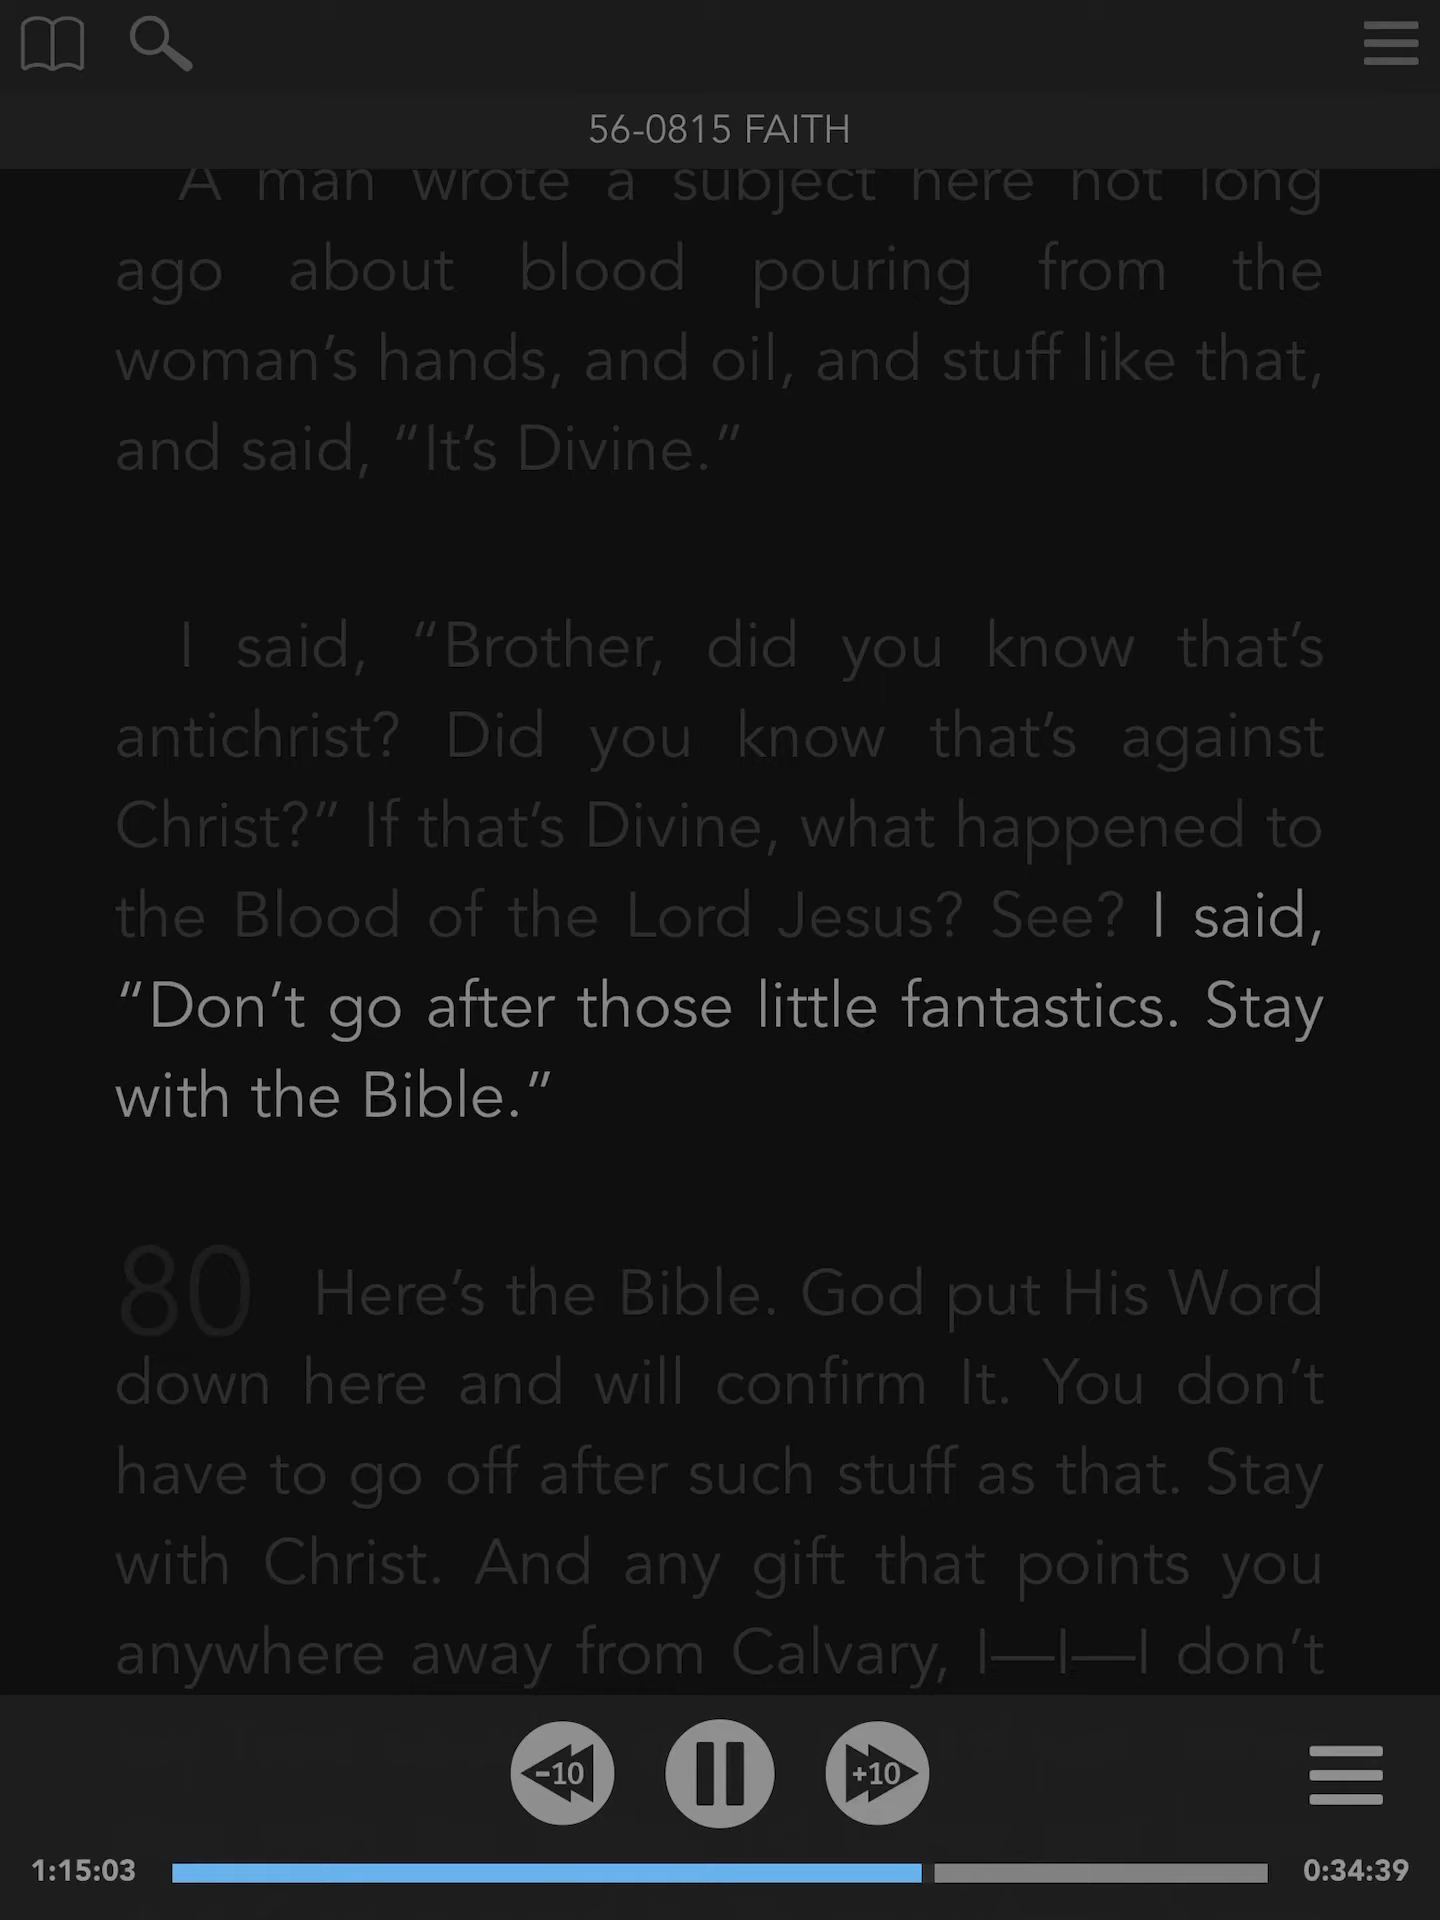 56-0815 FAITH
A man wrote a subject here not long
ago about blood pouring from the
woman’s hands, and oil, and stuff like that,
and said, “It’s Divine.”
I said, “Brother, did you know that’s
antichrist? Did you know that’s against
Christ?” If that’s Divine, what happened to
the Blood of the Lord Jesus? See? I said,
“Don’t go after those little fantastics. Stay
with the Bible.”
80 Here’s the Bible. God put His Word
down here and will confirm It. You don’t
have to go off after such stuff as that. Stay
with Christ. And any gift that points you
anywhere away from Calvary, I—I—I don’t
-10 +10
1:15:03 0:34:39